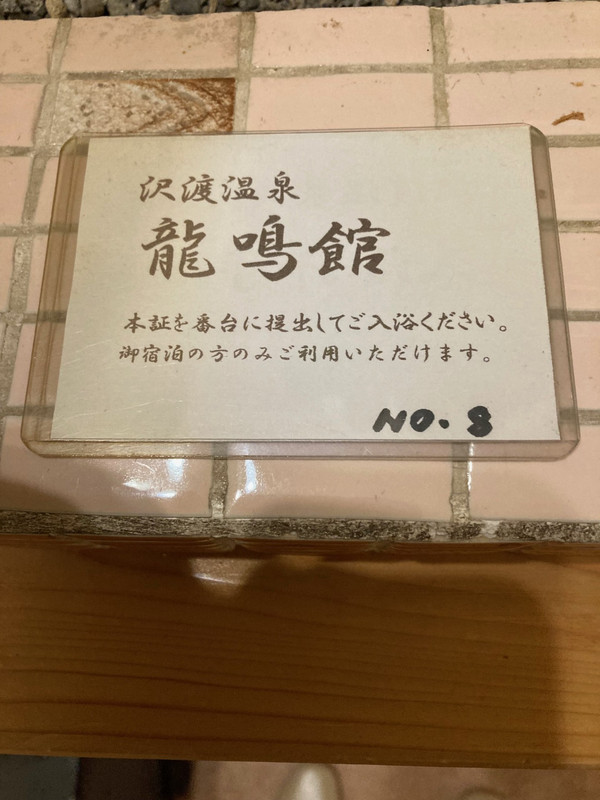 沢渡温泉
龍鳴館
本証を番台に提出してご入浴ください。
御宿泊の方のみご利用いただけます。
NO. 8